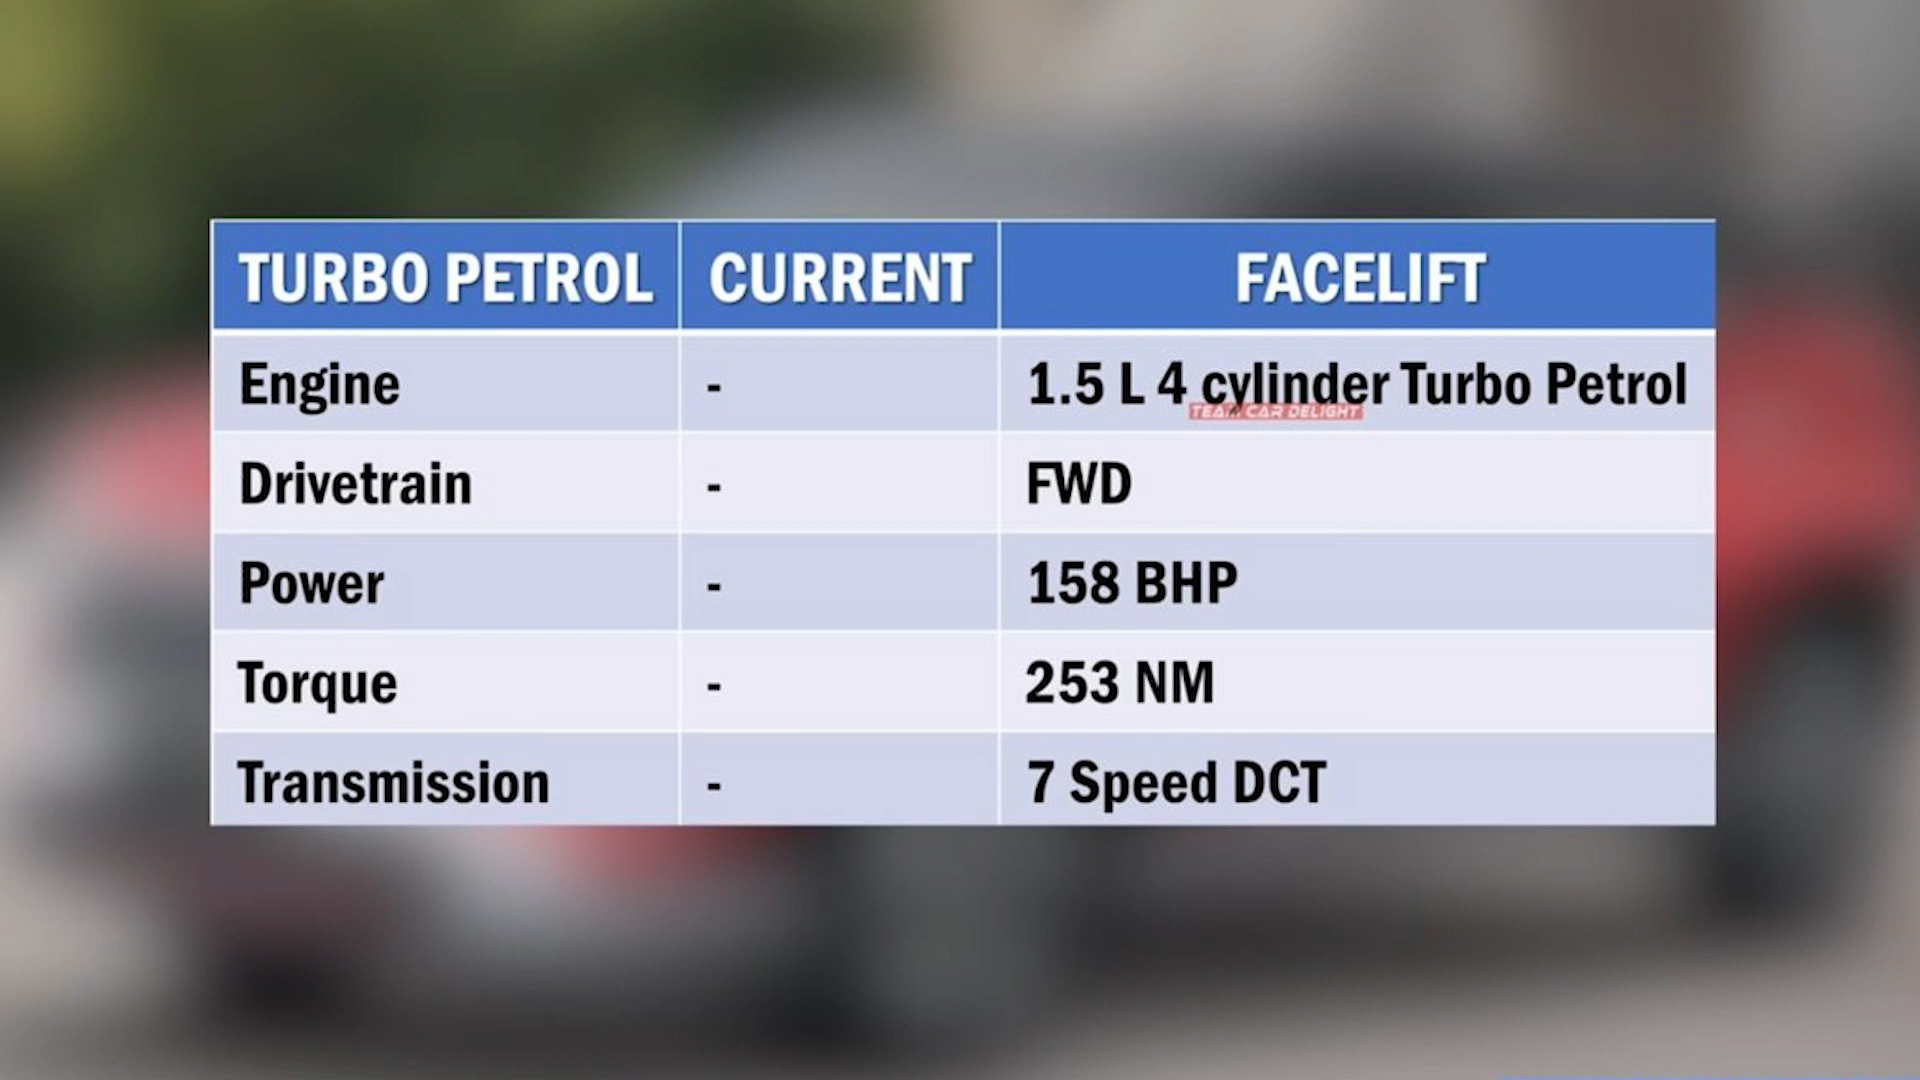 TURBO PETROL CURRENT FACELIFT
Engine - 1.5 L 4 cylinder Turbo Petrol
TEAM CAR DELIGHT
Drivetrain - FWD
Power - 158 BHP
Torque - 253 NM
Transmission - 7 Speed DCT